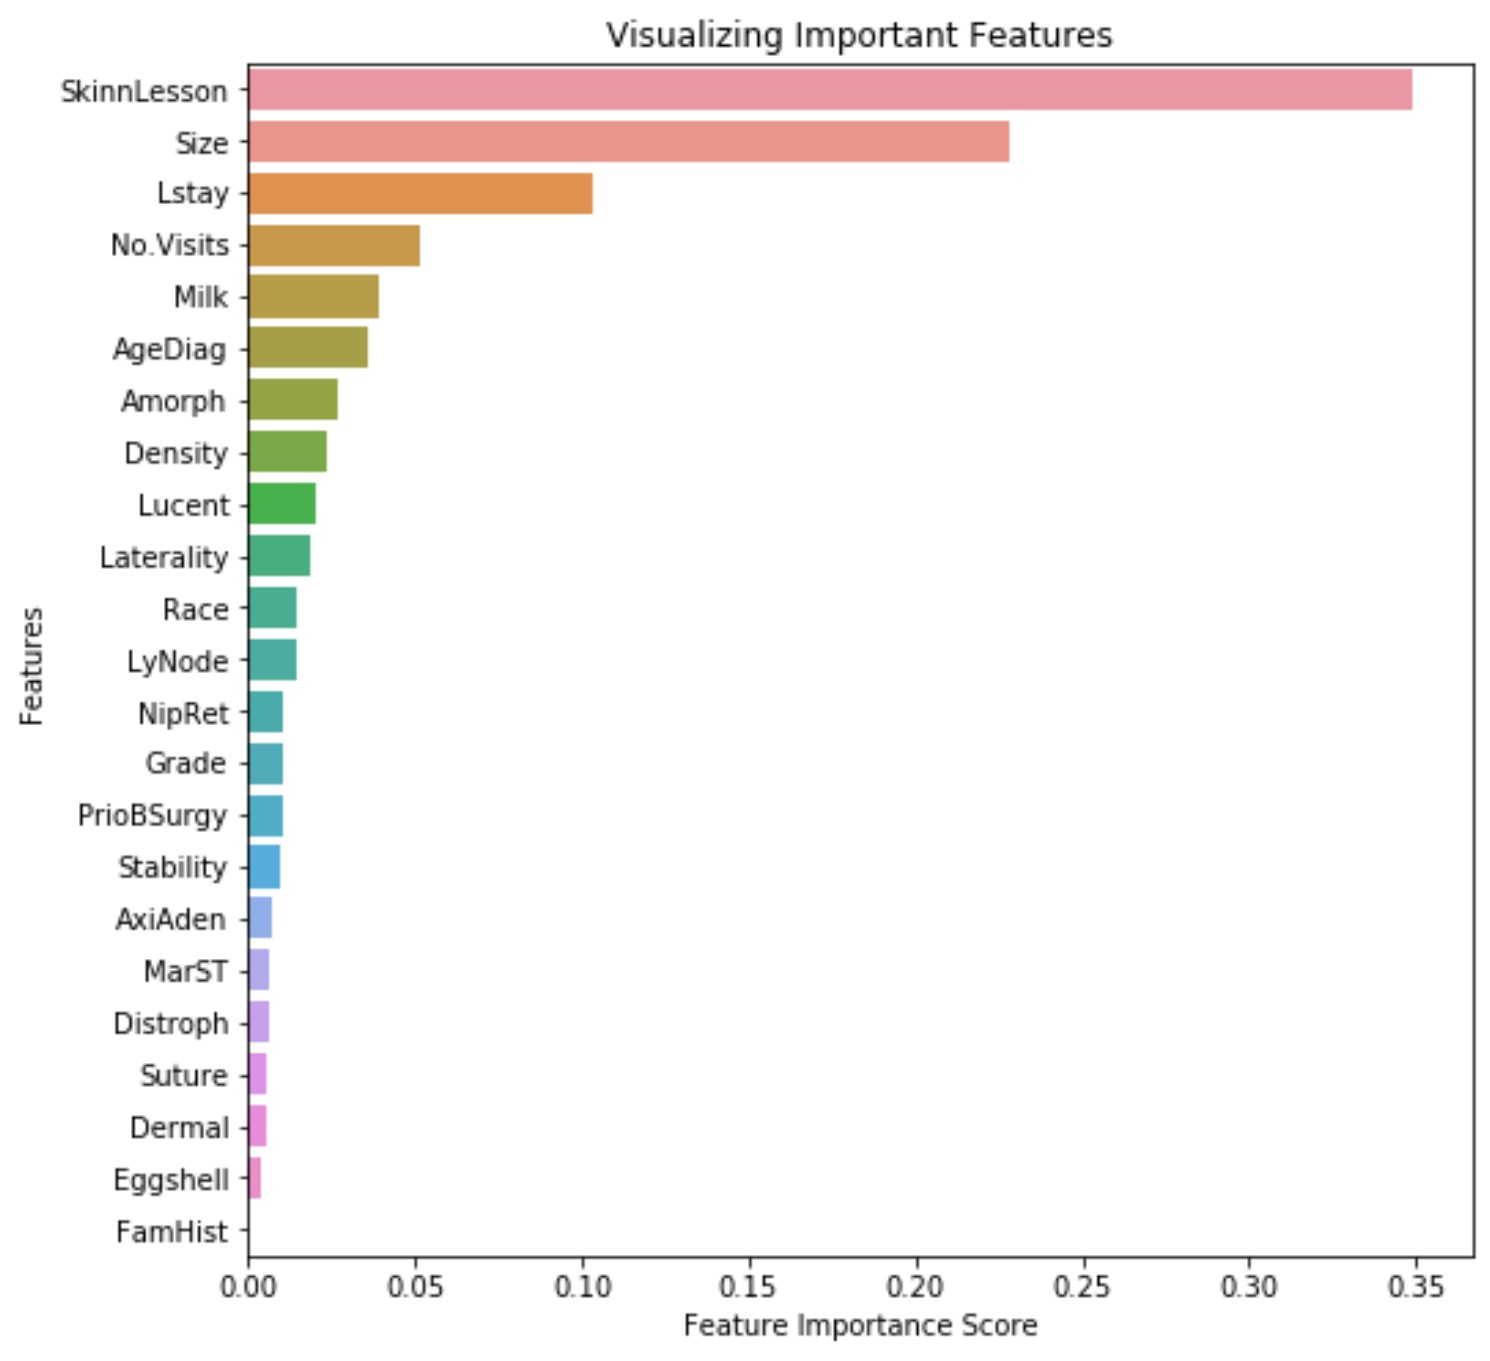 Visualizing Important Features
SkinnLesson
Size
Lstay
No.Visits
Milk
AgeDiag
Amorph
Density
Lucent
Laterality
Race
LyNode
NipRet
Grade
PrioBSurgy
Stability
AxiAden
MarST
Distroph
Suture
Dermal
Eggshell
FamHist
Features
0.00 0.05 0.10 0.15 0.20 0.25 0.30 0.35
Feature Importance Score